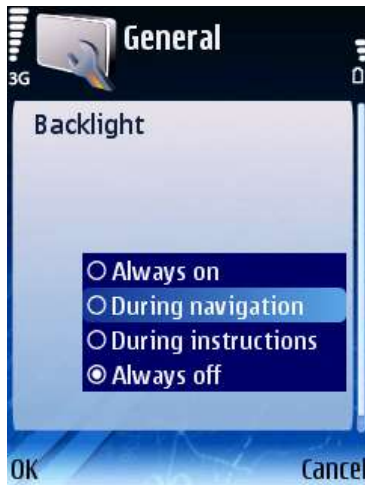 General
3G
Backlight
Always on
During navigation
During instructions
Always off
OK Cancel